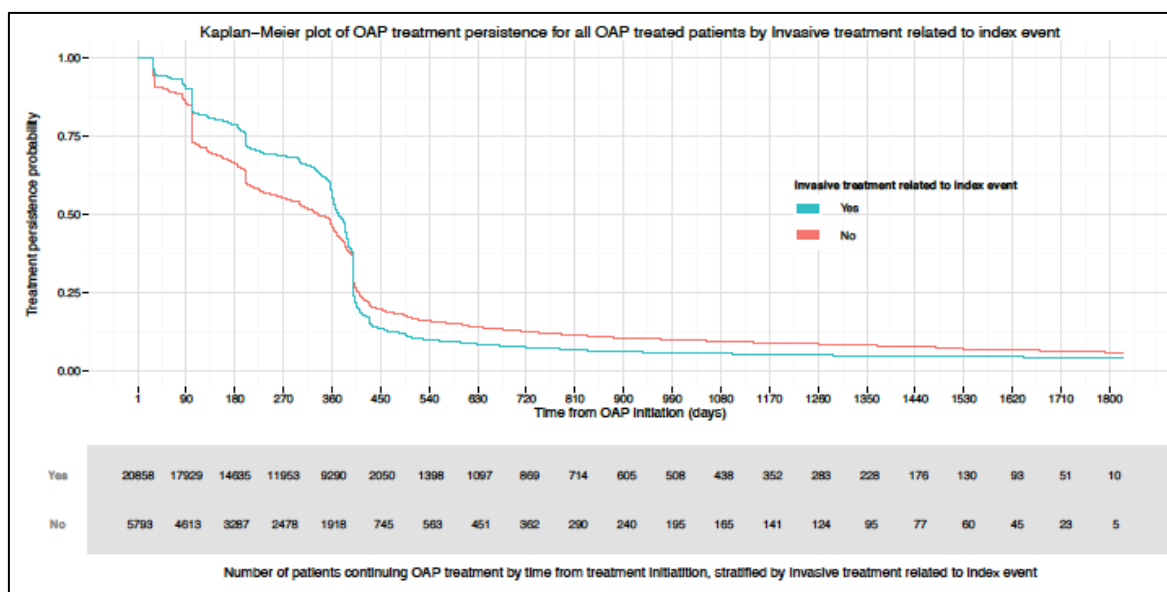 Kaplan−Meier plot of OAP treatment persistence for all OAP treated patients by Invasive treatment related to index event
Treatment persistence probability
1.00
0.75
0.50
0.25
0.00
Invasive treatment related to index event
Yes
No
1 90 180 270 360 450 540 630 720 810 900 990 1080 1170 1260 1350 1440 1530 1620 1710 1800
Time from OAP initiation (days)
Yes 20858 17929 14635 11953 9290 2050 1398 1097 869 714 605 508 438 352 283 228 176 130 93 51 10
No 5793 4613 3287 2478 1918 745 563 451 362 290 240 195 165 141 124 95 77 60 45 23 5
Number of patients continuing OAP treatment by time from treatment initiatition, stratified by invasive treatment related to index event